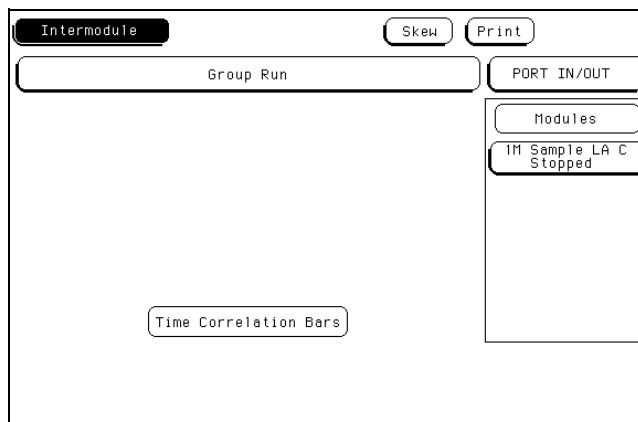 Intermodule Skew Print
Group Run PORT IN/OUT
Modules
1M Sample LA C
Stopped
Time Correlation Bars